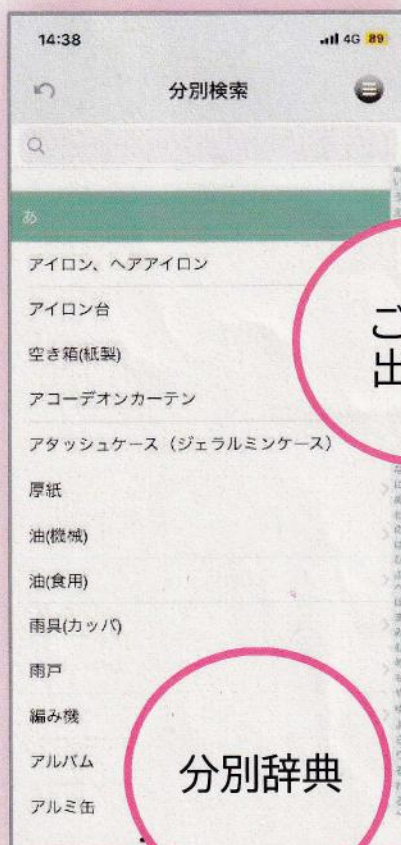 14:38
4G 89
分別検索
あ
アイロン、ヘアアイロン
アイロン台
空き箱(紙製)
アコーデオンカーテン
アタッシュケース（ジェラルミンケース）
厚紙
油(機械)
油(食用)
雨具(カッパ)
雨戸
編み機
アルバム
アルミ缶
ご
出
分別辞典